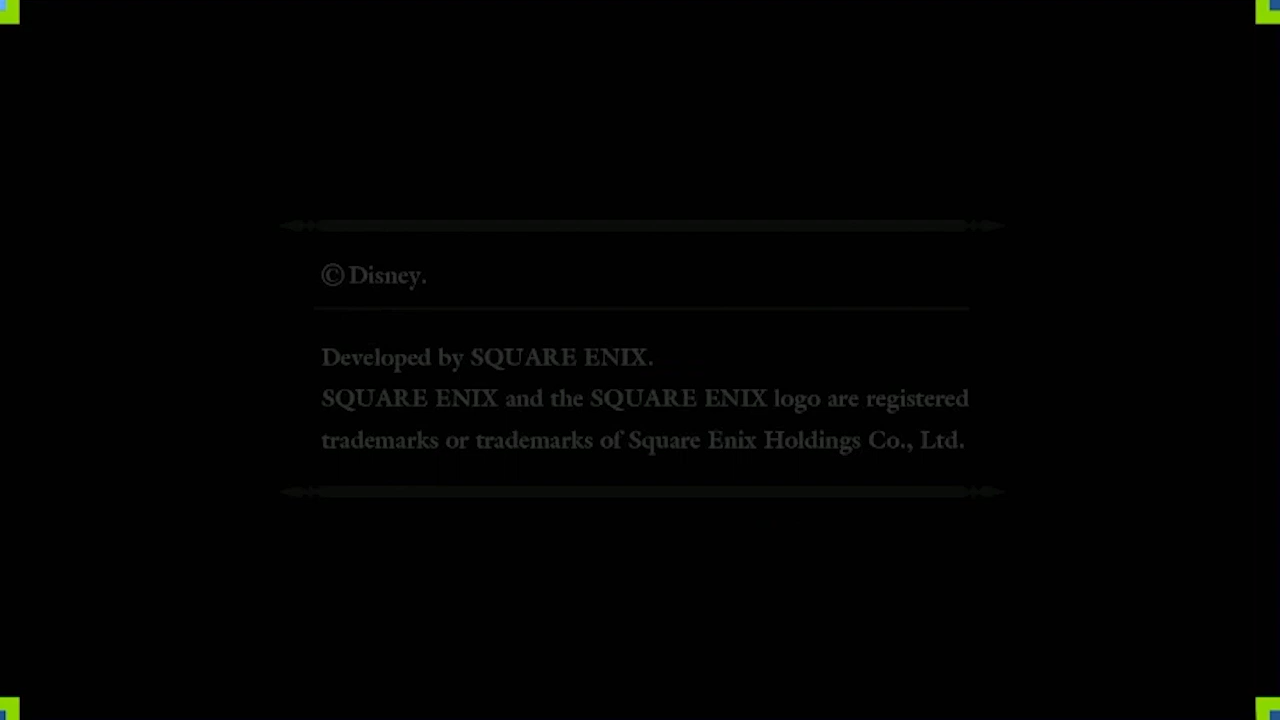 © Disney.
Developed by SQUARE ENIX.
SQUARE ENIX and the SQUARE ENIX logo are registered
trademarks or trademarks of Square Enix Holdings Co., Ltd.